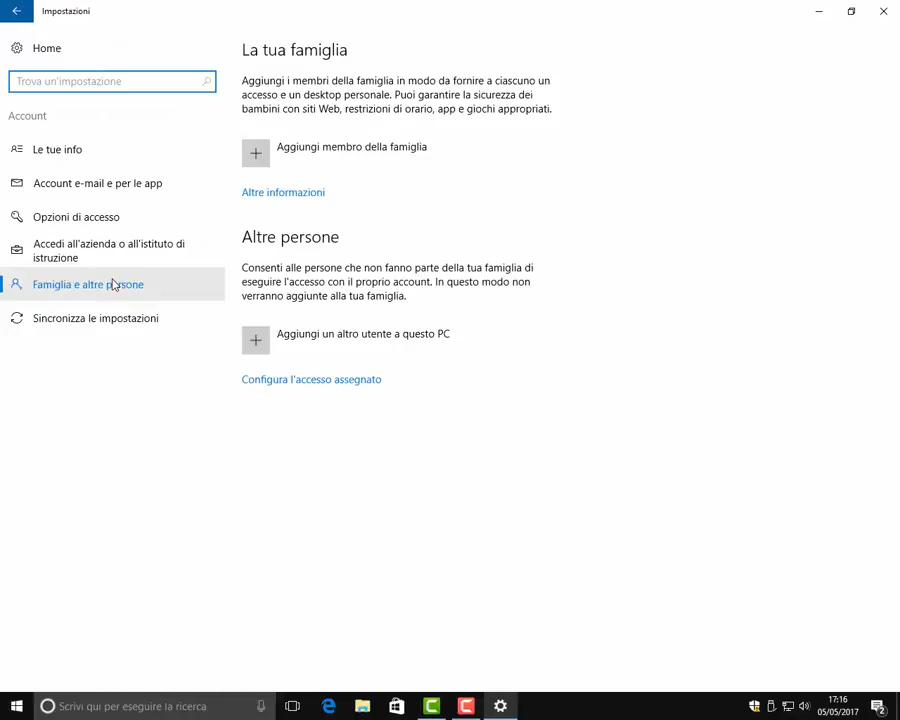 Impostazioni
Home
Trova un'impostazione
Account
Le tue info
Account e-mail e per le app
Opzioni di accesso
Accedi all'azienda o all'istituto di
istruzione
Famiglia e altre persone
Sincronizza le impostazioni
La tua famiglia
Aggiungi i membri della famiglia in modo da fornire a ciascuno un
accesso e un desktop personale. Puoi garantire la sicurezza dei
bambini con siti Web, restrizioni di orario, app e giochi appropriati.
Aggiungi membro della famiglia
Altre informazioni
Altre persone
Consenti alle persone che non fanno parte della tua famiglia di
eseguire l'accesso con il proprio account. In questo modo non
verranno aggiunte alla tua famiglia.
Aggiungi un altro utente a questo PC
Configura l'accesso assegnato
Scrivi qui per eseguire la ricerca
17:16
05/05/2017
2